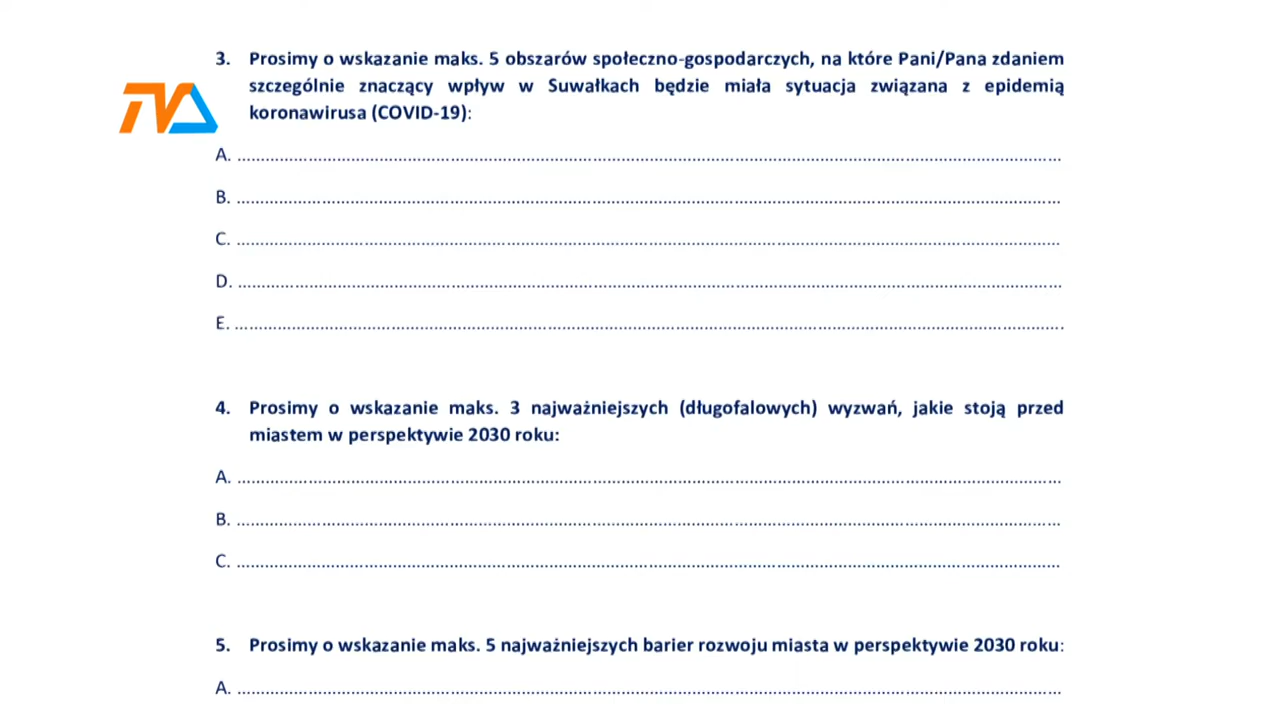 3. Prosimy o wskazanie maks. 5 obszarów społeczno-gospodarczych, na które Pani/Pana zdaniem
szczególnie znaczący wpływ w Suwałkach będzie miała sytuacja związana z epidemią
TVA
koronawirusa (COVID-19):
A. ................................................................
B. ................................................................
C. ................................................................
D. ................................................................
E. ................................................................
4. Prosimy o wskazanie maks. 3 najważniejszych (długofalowych) wyzwań, jakie stoją przed
miastem w perspektywie 2030 roku:
A. ................................................................
B. ................................................................
C. ................................................................
5. Prosimy o wskazanie maks. 5 najważniejszych barier rozwoju miasta w perspektywie 2030 roku:
A. ................................................................